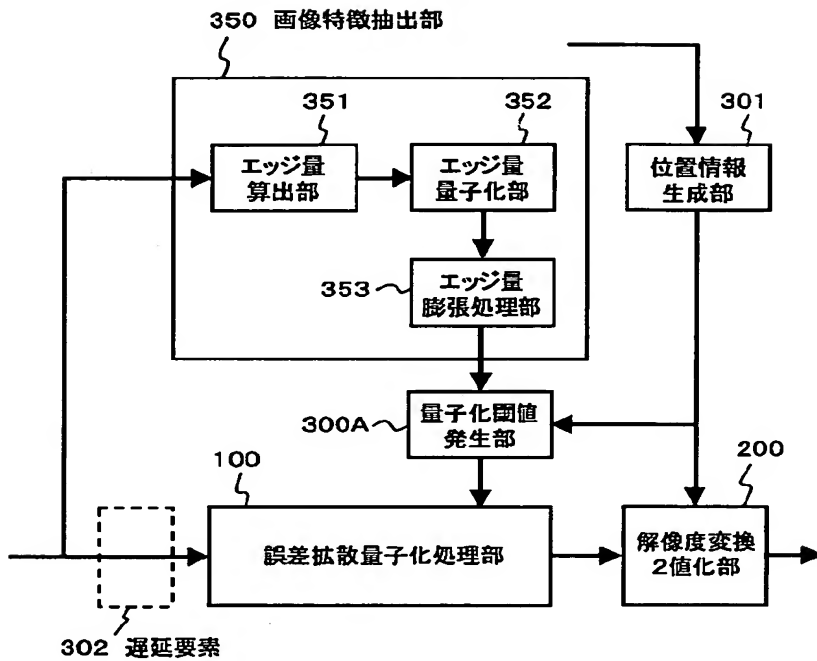 350 画像特徴抽出部
351
352
301
エッジ量
算出部
エッジ量
量子化部
位置情報
生成部
353
エッジ量
膨張処理部
300A
量子化閾値
発生部
100
200
誤差拡散量子化処理部
解像度変換
2値化部
302 遅延要素